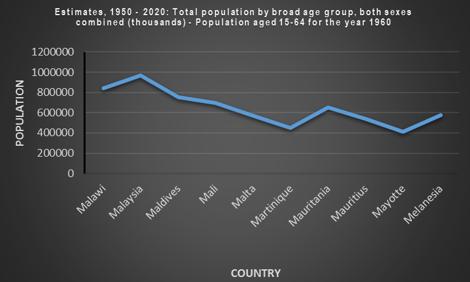 Estimates, 1950 - 2020: Total population by broad age group, both sexes
combined (thousands) - Population aged 15-64 for the year 1960
1200000
1000000
800000
600000
400000
200000
0
POPULATION
Malawi
Malaysia
Maldives
Mali
Malta
Martinique
Mauritania
Mauritius
Mayotte
Melanesia
COUNTRY